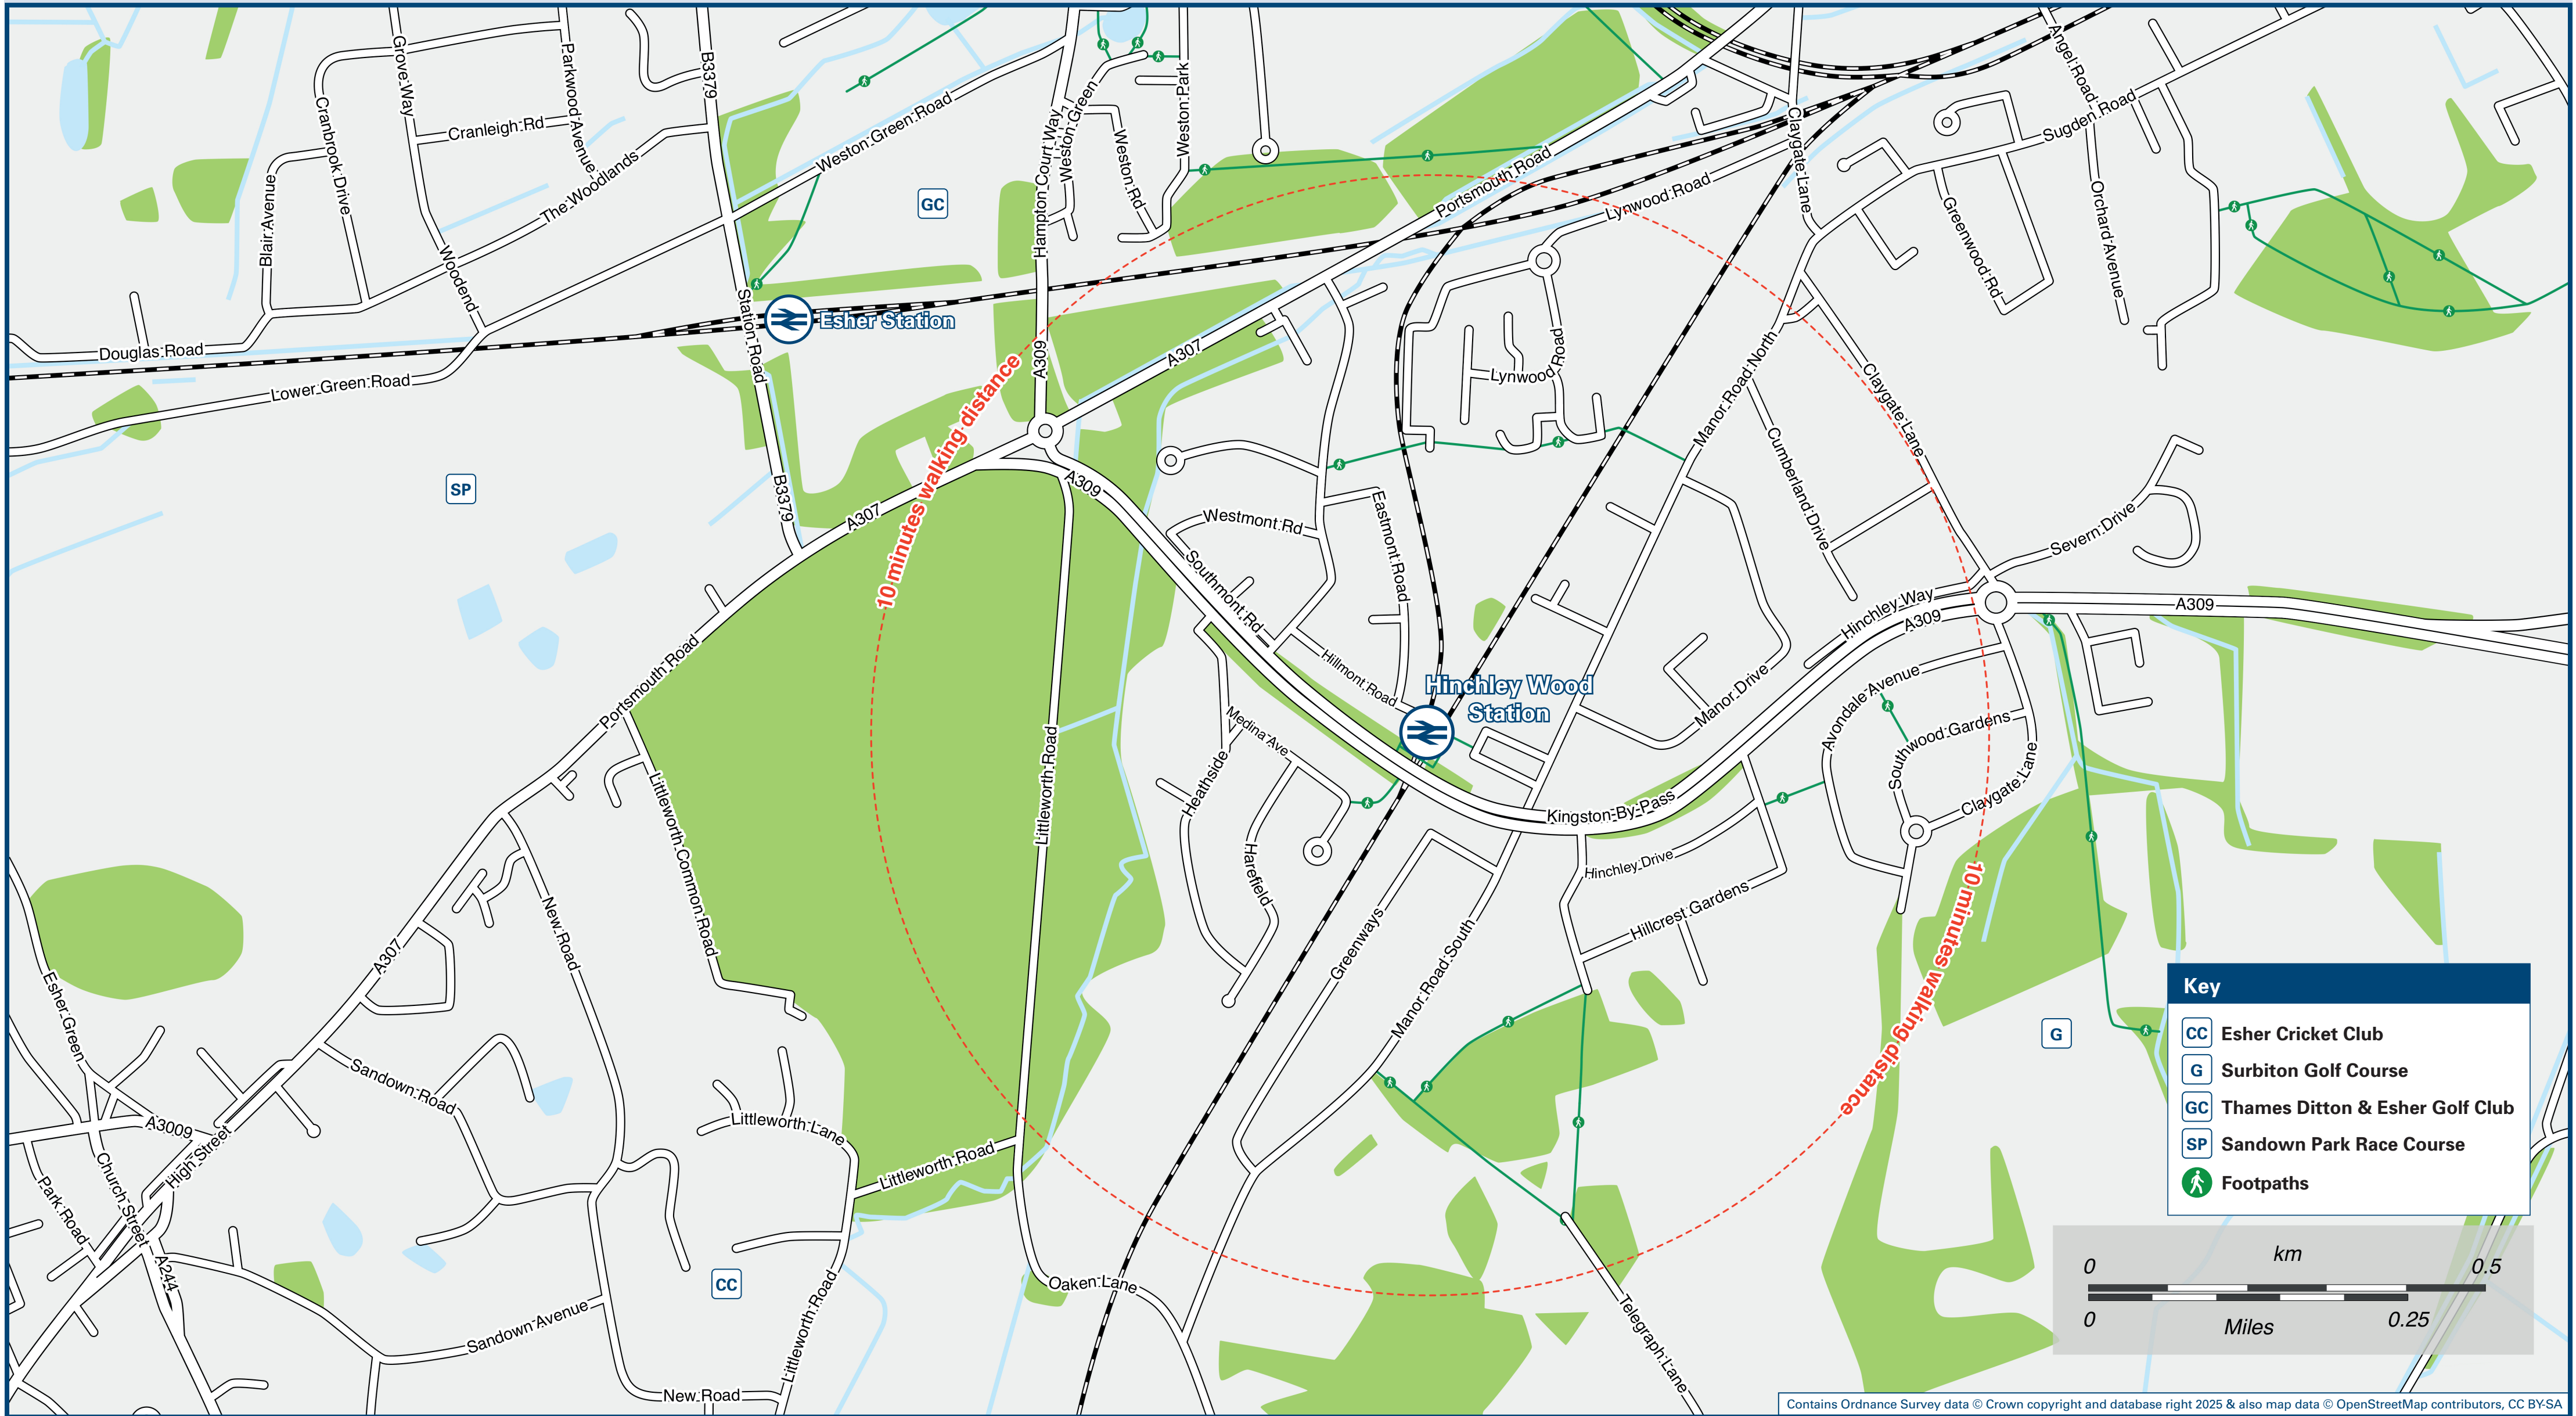 Grove Way
Parkwood Avenue
B3379
Cranbrook Drive
Cranleigh Rd
The Woodlands
Blair Avenue
Woodend
Douglas Road
Lower Green Road
Station Road
Esher Station
B3379
Weston Green Road
GC
Hampton Court Way
Weston Green
Weston Rd
Weston Park
A309
A307
Portsmouth Road
Lynwood Road
Claygate Lane
Angel Road
Sugden Road
Orchard Avenue
Greenwood Rd
Lynwood Road
Manor Road North
Claygate Lane
Cumberland Drive
10 minutes walking distance
SP
A307
A309
Westmont Rd
Eastmont Road
Southmont Rd
Hillmont Road
Severn Drive
Hinchley Way
A309
A309
Hinchley Wood
Station
Manor Drive
Avondale Avenue
Southwood Gardens
Claygate Lane
Portsmouth Road
Littleworth Common Road
Littleworth Road
Medina Ave
Heathside
Harefield
Kingston By-Pass
Hinchley Drive
Hillcrest Gardens
Greenways
Manor Road South
10 minutes walking distance
New Road
A307
Esher Green
Sandown Road
A3009
High Street
Church Street
Park Road
A244
Littleworth Lane
Littleworth Road
CC
Sandown Avenue
Littleworth Road
New Road
Oaken Lane
Telegraph Lane
G
Key
CC Esher Cricket Club
G Surbiton Golf Course
GC Thames Ditton & Esher Golf Club
SP Sandown Park Race Course
Footpaths
km
0 0.5
0 0.25
Miles
Contains Ordnance Survey data © Crown copyright and database right 2025 & also map data © OpenStreetMap contributors, CC BY-SA